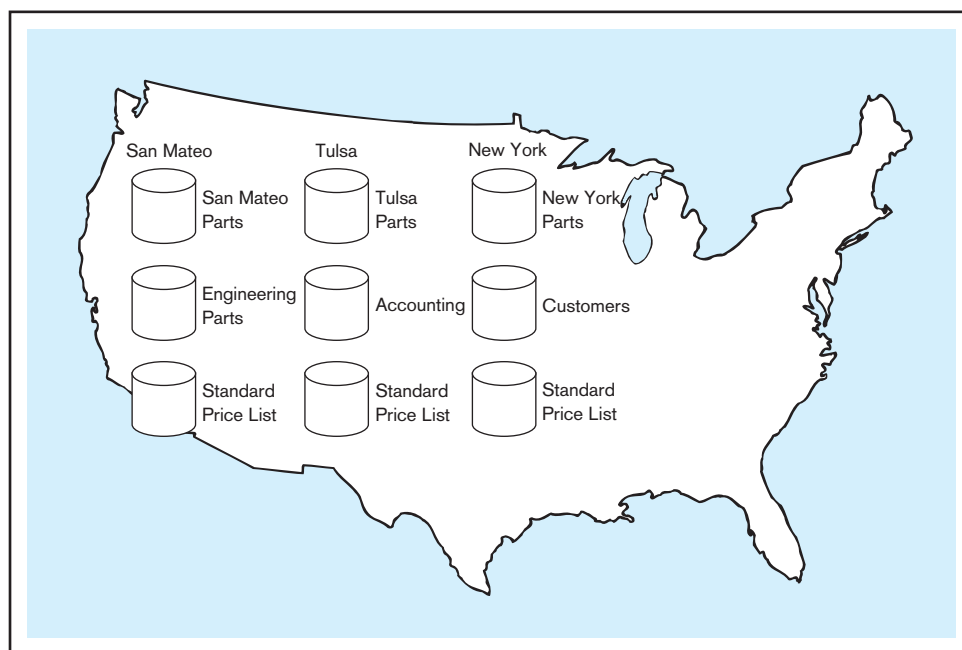 San Mateo
Tulsa
New York
San Mateo
Parts
Tulsa
Parts
New York
Parts
Engineering
Parts
Accounting
Customers
Standard
Price List
Standard
Price List
Standard
Price List